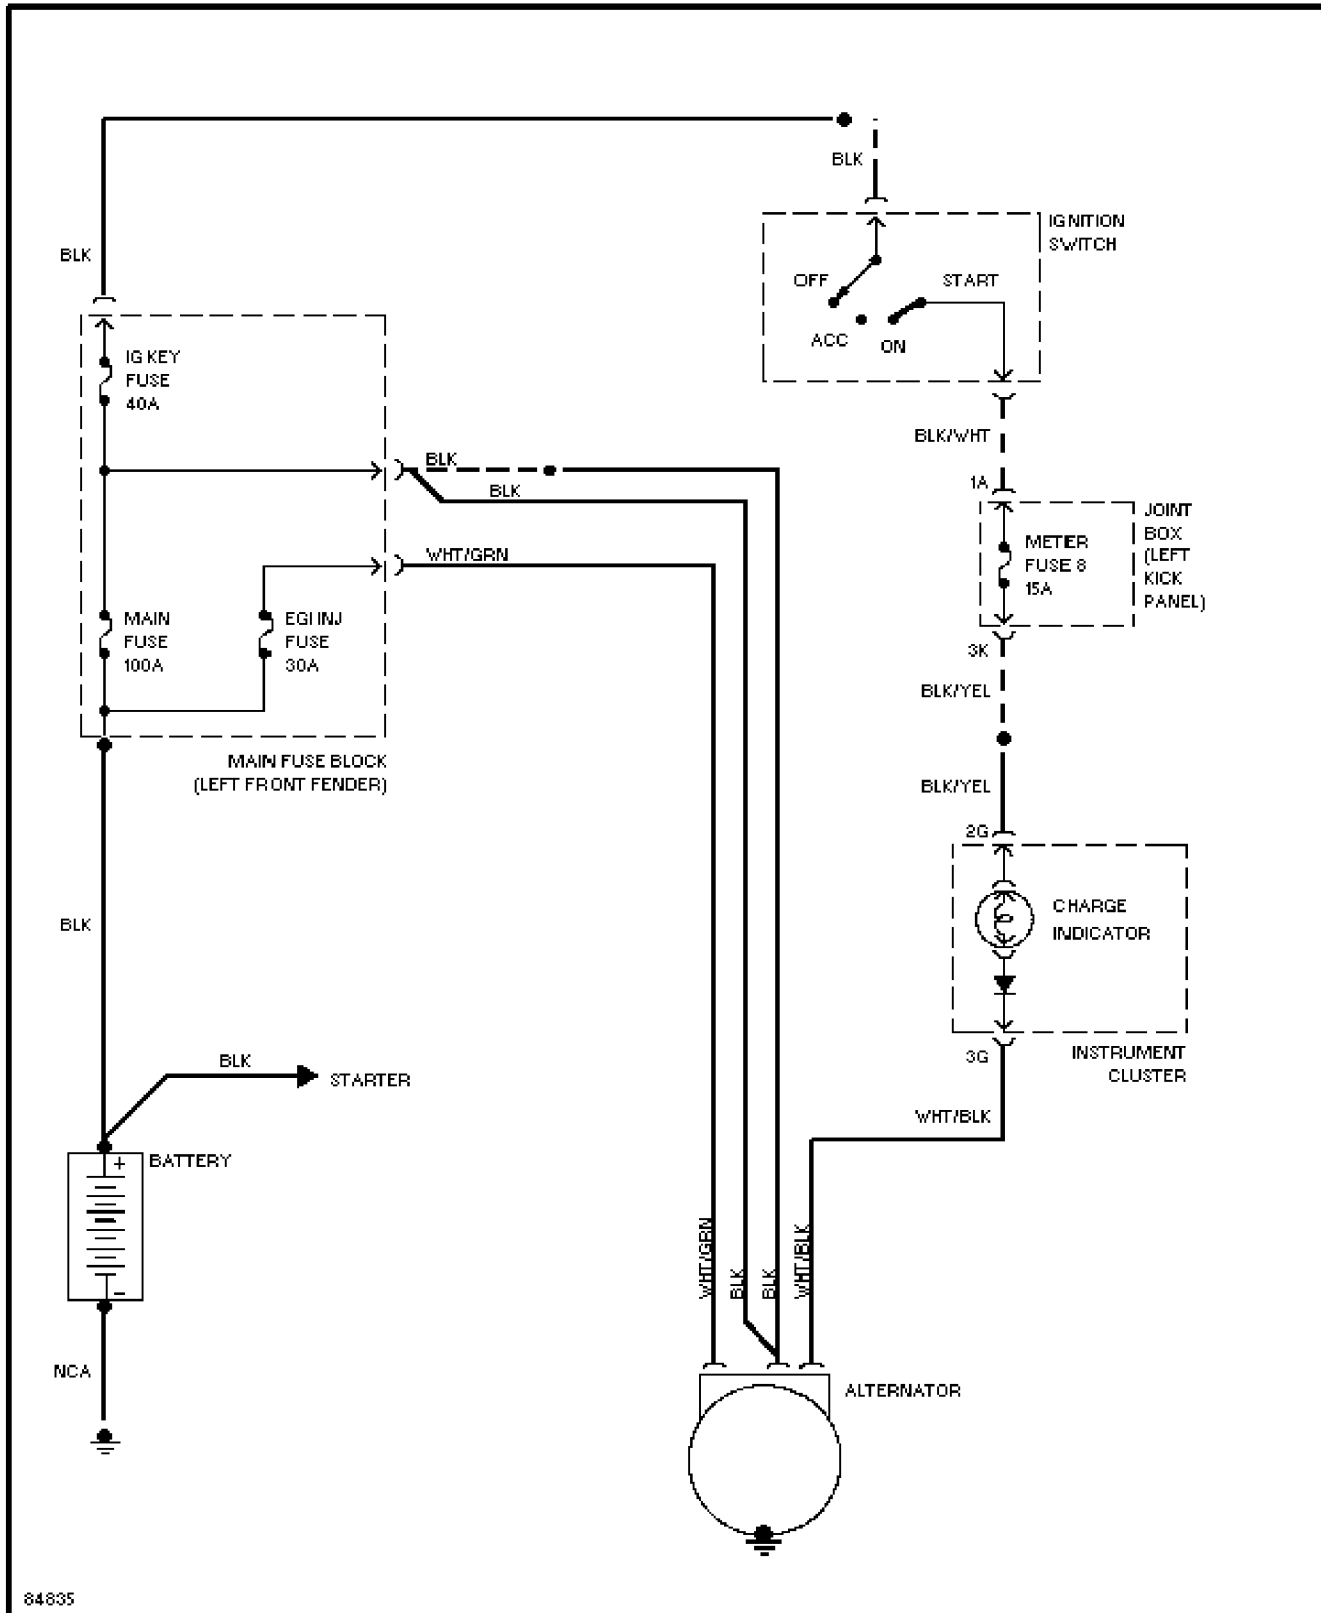 BLK
IGNITION
SWITCH
BLK
OFF
START
ACC
ON
IG KEY
FUSE
40A
BLK/WHT
BLK
1A
BLK
JOINT
BOX
(LEFT
KICK
PANEL)
METER
FUSE 8
15A
WHT/GRN
MAIN
FUSE
100A
EGI INJ
FUSE
30A
3K
BLK/YEL
MAIN FUSE BLOCK
(LEFT FRONT FENDER)
BLK/YEL
2G
CHARGE
INDICATOR
BLK
3G
INSTRUMENT
CLUSTER
BLK
STARTER
WHT/BLK
+
BATTERY
WHT/GRN
BLK
BLK
WHT/BLK
-
NCA
ALTERNATOR
84835